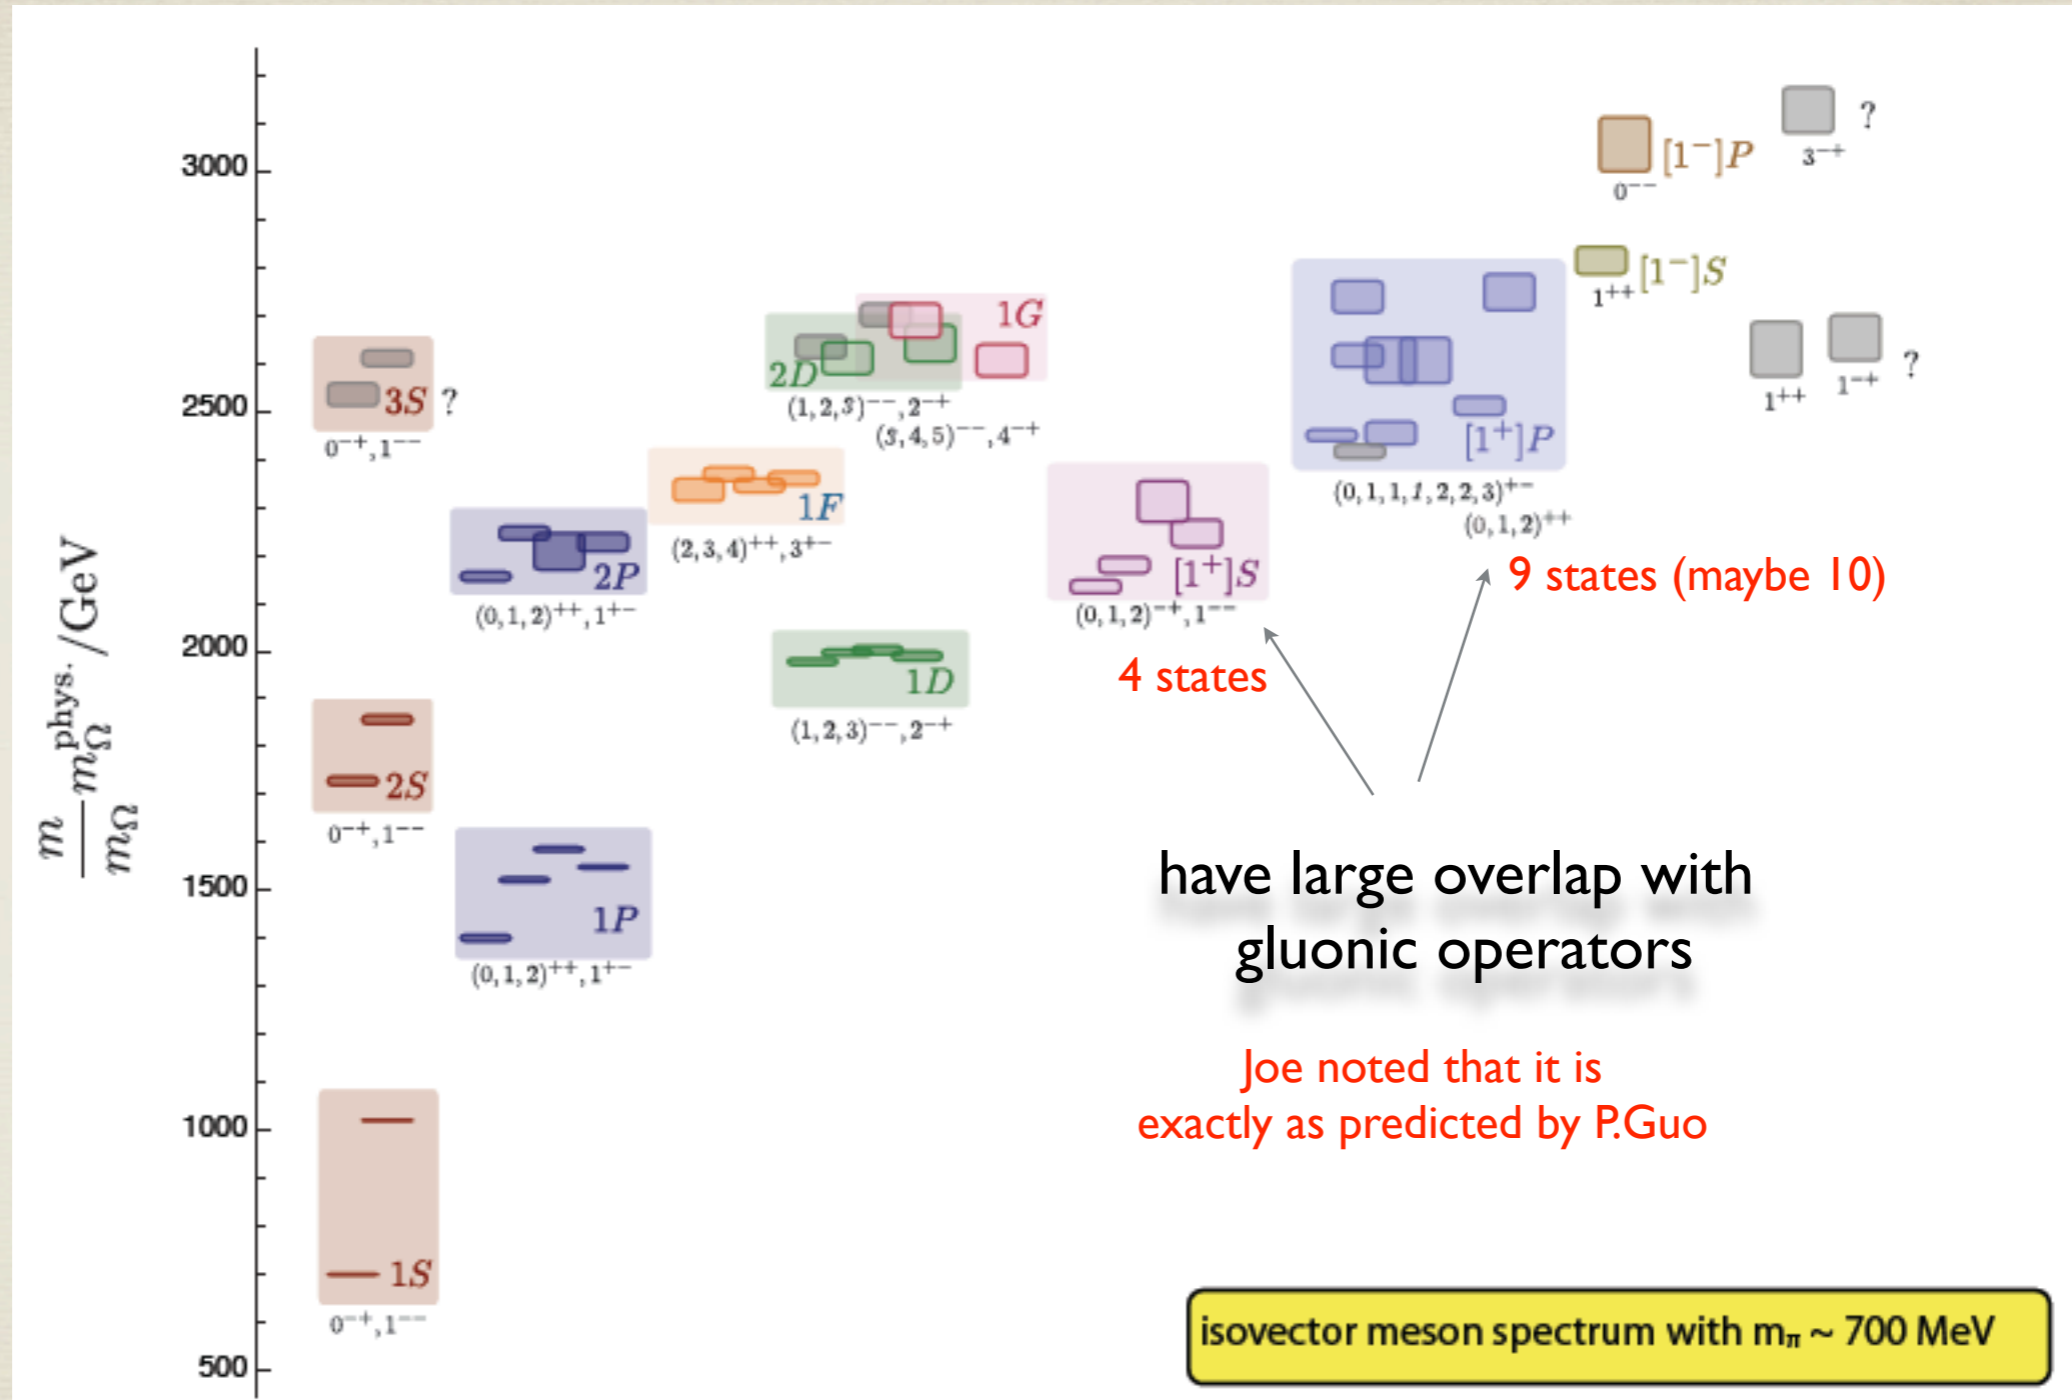 m/m_Ω m_Ω^phys. /GeV
3000
2500
2000
1500
1000
500
[1⁻]P
0⁻⁻
?
3⁻⁺
[1⁻]S
1⁺⁺
1⁺⁺
1⁻⁺
?
3S ?
0⁻⁺, 1⁻⁻
2D
1G
(1, 2, 3)⁻⁻, 2⁻⁺
(3, 4, 5)⁻⁻, 4⁻⁺
[1⁺]P
(0, 1, 1, 1, 2, 2, 3)⁺⁻
(0, 1, 2)⁺⁺
1F
(2, 3, 4)⁺⁺, 3⁺⁻
2P
(0, 1, 2)⁺⁺, 1⁺⁻
[1⁺]S
(0, 1, 2)⁻⁺, 1⁻⁻
9 states (maybe 10)
4 states
1D
(1, 2, 3)⁻⁻, 2⁻⁺
2S
0⁻⁺, 1⁻⁻
1P
(0, 1, 2)⁺⁺, 1⁺⁻
1S
0⁻⁺, 1⁻⁻
have large overlap with
gluonic operators
Joe noted that it is
exactly as predicted by P.Guo
isovector meson spectrum with mπ ~ 700 MeV